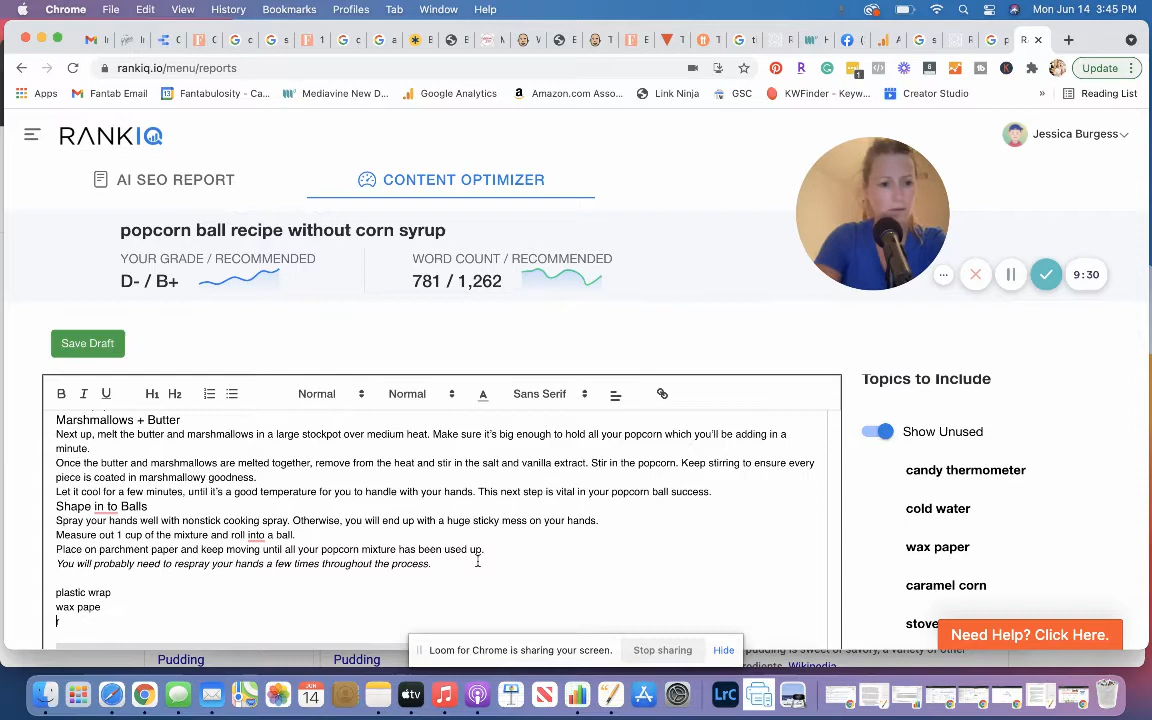 Chrome File Edit View History Bookmarks Profiles Tab Window Help Mon Jun 14 3:45 PM
rankiq.io/menu/reports Update
Apps Fantab Email Fantabulosity - Ca... Mediavine New D... Google Analytics Amazon.com Asso... Link Ninja GSC KWFinder - Keyw... Creator Studio » Reading List
RANKIQ Jessica Burgess
AI SEO REPORT CONTENT OPTIMIZER
popcorn ball recipe without corn syrup
YOUR GRADE / RECOMMENDED WORD COUNT / RECOMMENDED
D- / B+ 781 / 1,262
9:30
Save Draft
Topics to Include
B I U H1 H2 Normal Normal A Sans Serif
Marshmallows + Butter
Next up, melt the butter and marshmallows in a large stockpot over medium heat. Make sure it's big enough to hold all your popcorn which you'll be adding in a
minute.
Once the butter and marshmallows are melted together, remove from the heat and stir in the salt and vanilla extract. Stir in the popcorn. Keep stirring to ensure every
piece is coated in marshmallowy goodness.
Let it cool for a few minutes, until it's a good temperature for you to handle with your hands. This next step is vital in your popcorn ball success.
Shape in to Balls
Spray your hands well with nonstick cooking spray. Otherwise, you will end up with a huge sticky mess on your hands.
Measure out 1 cup of the mixture and roll into a ball.
Place on parchment paper and keep moving until all your popcorn mixture has been used up.
You will probably need to respray your hands a few times throughout the process.
plastic wrap
wax pape
r
Show Unused
candy thermometer
cold water
wax paper
caramel corn
stove
Need Help? Click Here.
Loom for Chrome is sharing your screen. Stop sharing Hide
Pudding Pudding
Wikipedia
JUN
14
tv
LrC